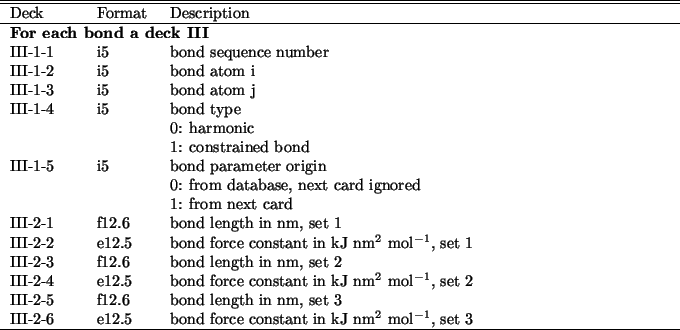 Deck Format Description
For each bond a deck III
III-1-1 i5 bond sequence number
III-1-2 i5 bond atom i
III-1-3 i5 bond atom j
III-1-4 i5 bond type
0: harmonic
1: constrained bond
III-1-5 i5 bond parameter origin
0: from database, next card ignored
1: from next card
III-2-1 f12.6 bond length in nm, set 1
III-2-2 e12.5 bond force constant in kJ nm² mol⁻¹, set 1
III-2-3 f12.6 bond length in nm, set 2
III-2-4 e12.5 bond force constant in kJ nm² mol⁻¹, set 2
III-2-5 f12.6 bond length in nm, set 3
III-2-6 e12.5 bond force constant in kJ nm² mol⁻¹, set 3